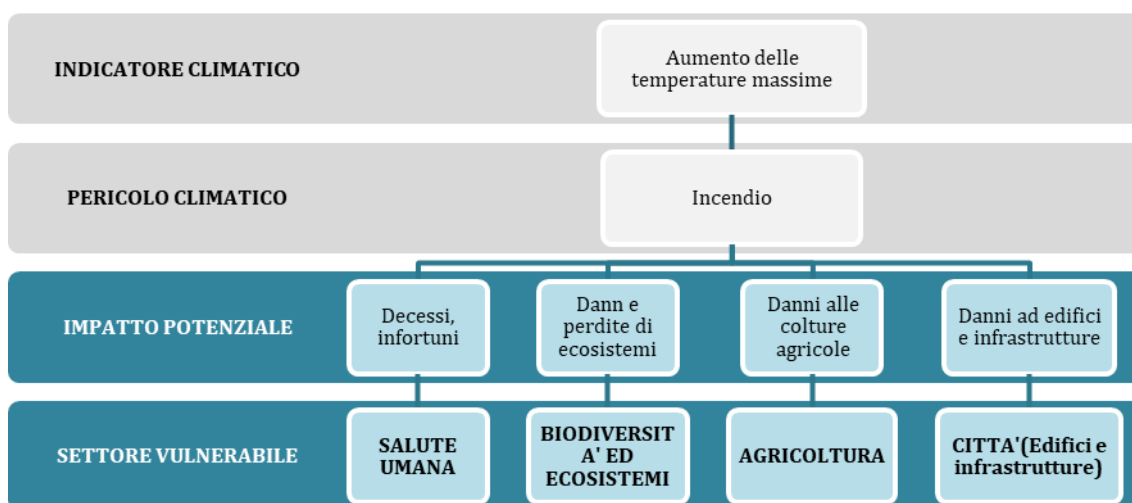 INDICATORE CLIMATICO
Aumento delle
temperature massime
PERICOLO CLIMATICO
Incendio
IMPATTO POTENZIALE
Decessi,
infortuni
Dann e
perdite di
ecosistemi
Danni alle
colture
agricole
Danni ad edifici
e infrastrutture
SETTORE VULNERABILE
SALUTE
UMANA
BIODIVERSIT
A' ED
ECOSISTEMI
AGRICOLTURA
CITTA'(Edifici e
infrastrutture)